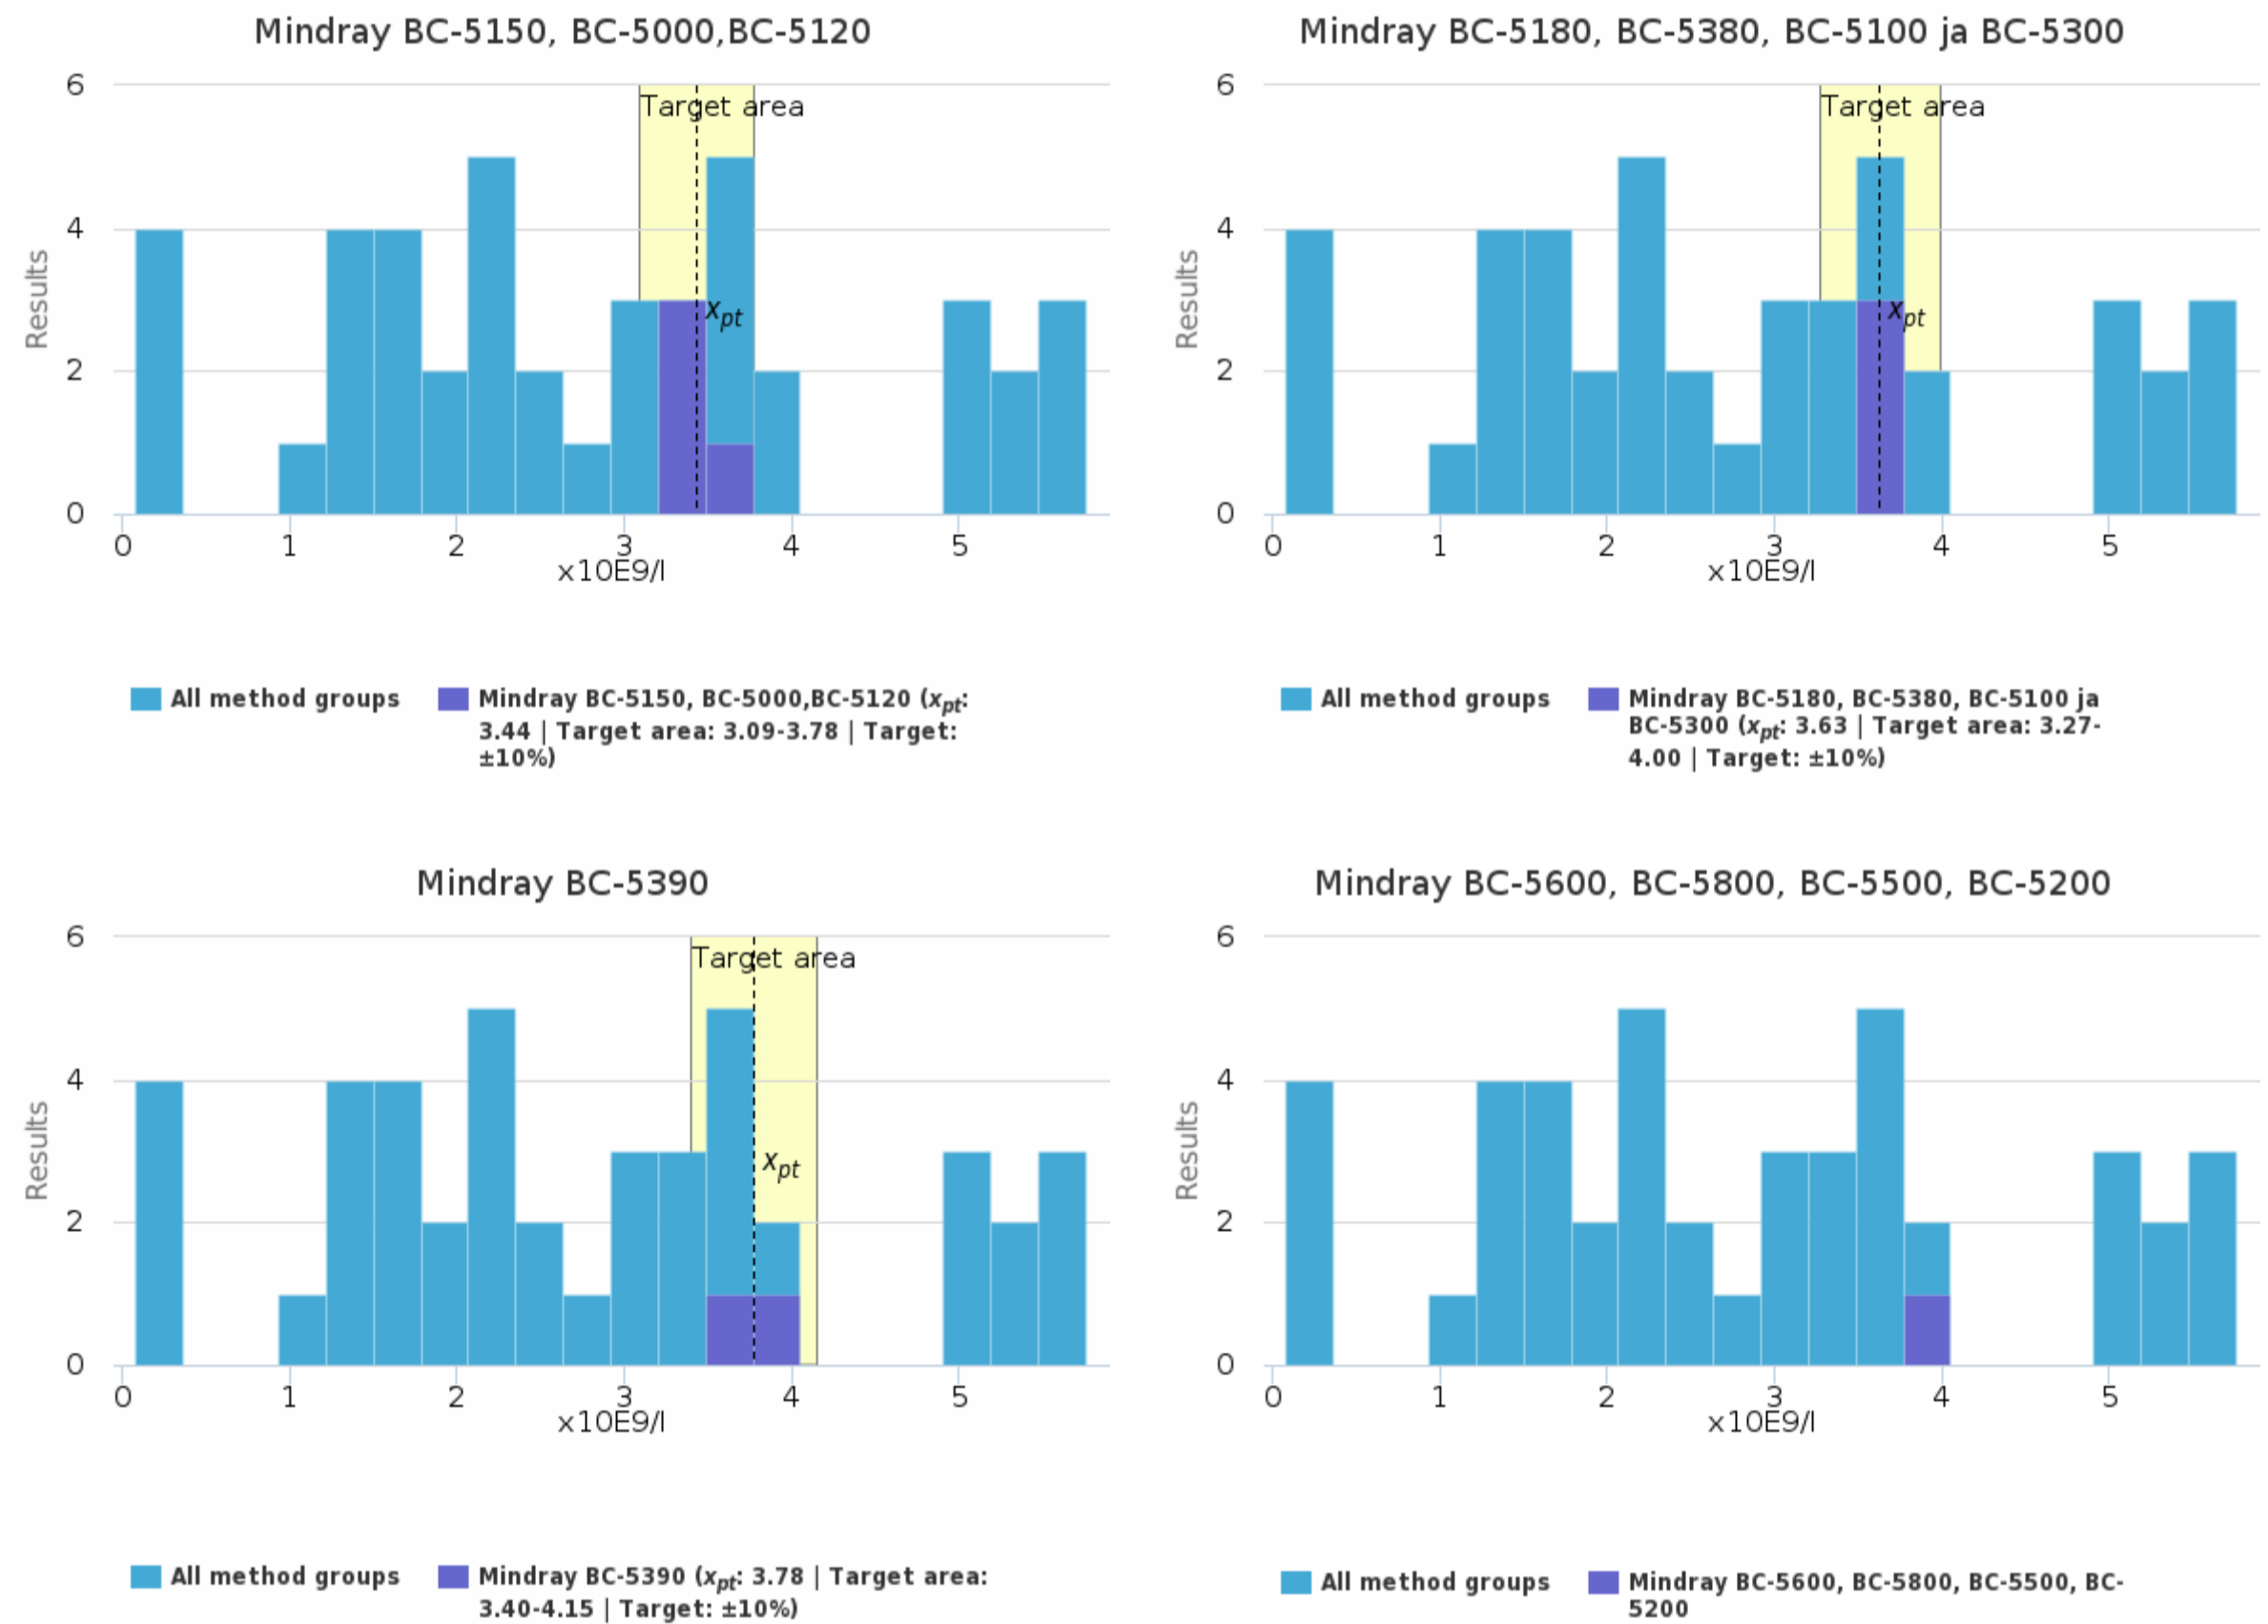 Mindray BC-5150, BC-5000,BC-5120
6
Target area
4
Results
x
pt
2
0
0 1 2 3 4 5
x10E9/l
All method groups
Mindray BC-5150, BC-5000,BC-5120 (xpt:
3.44 | Target area: 3.09-3.78 | Target:
±10%)
Mindray BC-5180, BC-5380, BC-5100 ja BC-5300
6
Target area
4
Results
xpt
2
0
0 1 2 3 4 5
x10E9/l
All method groups
Mindray BC-5180, BC-5380, BC-5100 ja
BC-5300 (xpt: 3.63 | Target area: 3.27-
4.00 | Target: ±10%)
Mindray BC-5390
6
Target area
4
Results
xpt
2
0
0 1 2 3 4 5
x10E9/l
All method groups
Mindray BC-5390 (xpt: 3.78 | Target area:
3.40-4.15 | Target: ±10%)
Mindray BC-5600, BC-5800, BC-5500, BC-5200
6
4
Results
2
0
0 1 2 3 4 5
x10E9/l
All method groups
Mindray BC-5600, BC-5800, BC-5500, BC-
5200